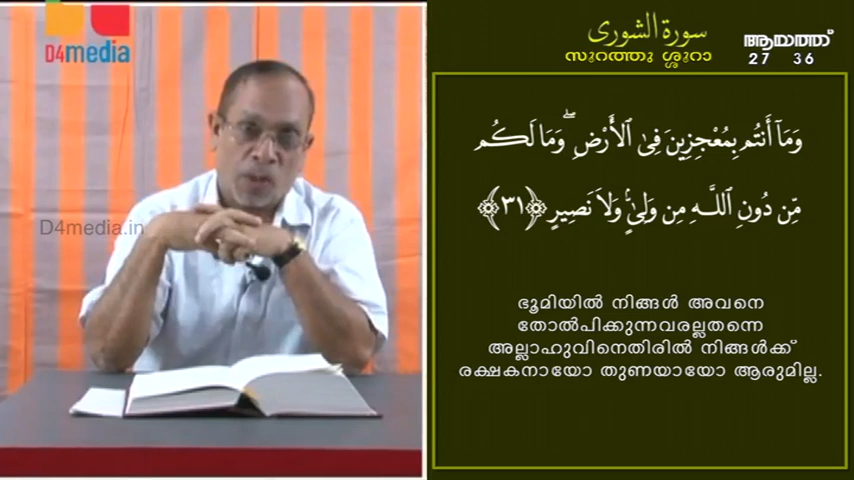 D4media
D4media.in
سورة الشورى
സൂറത്തു ശ്ശൂറാ
ആയത്ത്
27 36
وَمَآ أَنتُم بِمُعْجِزِينَ فِى ٱلْأَرْضِ ۖ وَمَا لَكُم
مِّن دُونِ ٱللَّـهِ مِن وَلِىٍّ وَلَا نَصِيرٍ ﴿٣١﴾
ഭൂമിയിൽ നിങ്ങൾ അവനെ
തോൽപിക്കുന്നവരല്ലതന്നെ
അല്ലാഹുവിനെതിരിൽ നിങ്ങൾക്ക്
രക്ഷകനായോ തുണയായോ ആരുമില്ല.